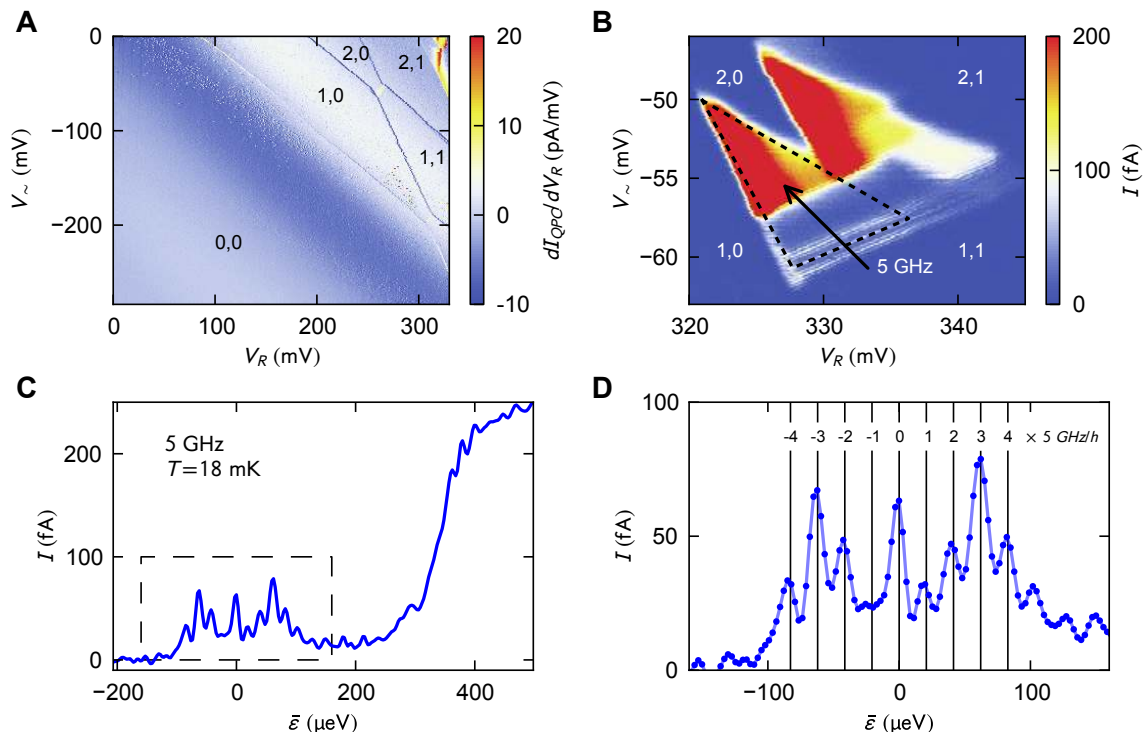 A
0
−100
−200
V~ (mV)
0
100
200
300
V_R (mV)
0,0
1,0
2,0
2,1
1,1
20
10
0
-10
dI_QPC/dV_R (pA/mV)
B
−50
−55
−60
V~ (mV)
320
330
340
V_R (mV)
2,0
2,1
1,0
1,1
5 GHz
200
100
0
I (fA)
C
200
100
0
I (fA)
−200
0
200
400
ε̄ (µeV)
5 GHz
T=18 mK
D
100
50
0
I (fA)
−100
0
100
ε̄ (µeV)
-4 -3 -2 -1 0 1 2 3 4 × 5 GHz/h